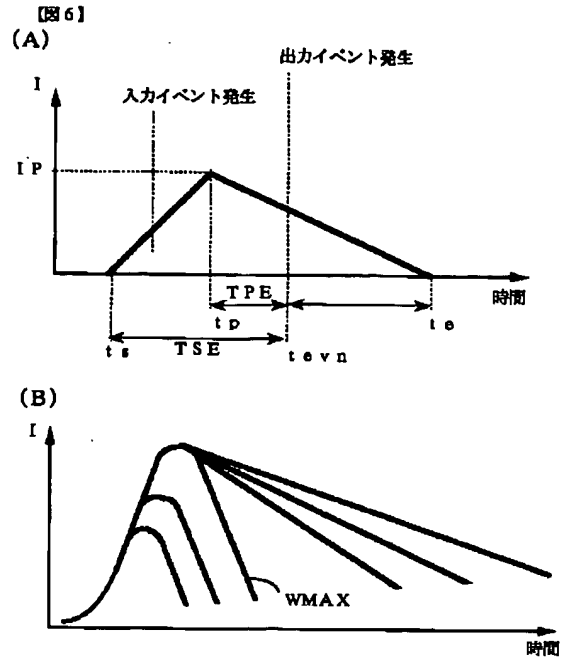 【図6】
(A)
I
出力イベント発生
入力イベント発生
IP
時間
TPE
tp
te
ts
TSE
tevn
(B)
I
WMAX
時間